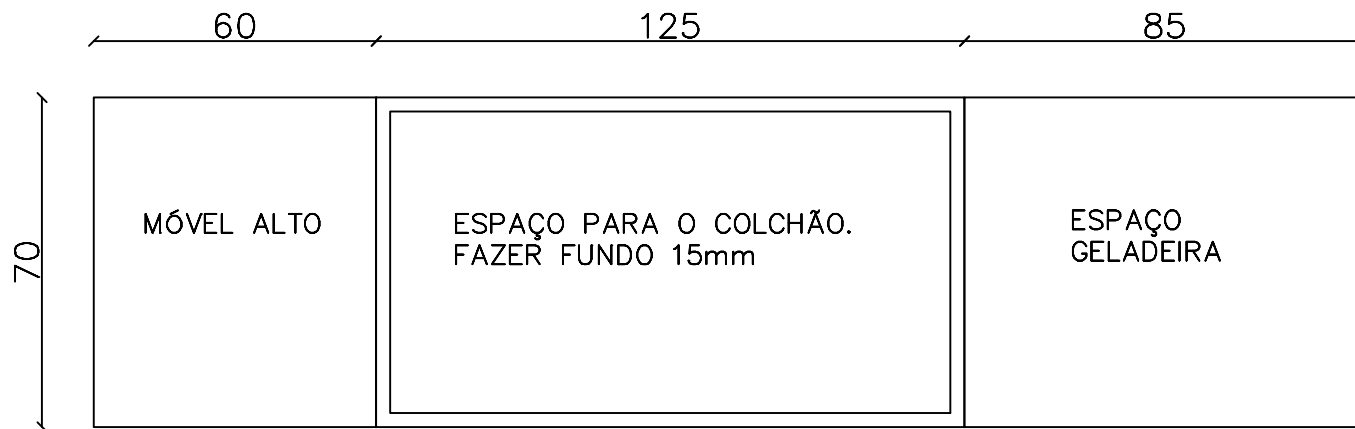 60
125
85
70
MÓVEL ALTO
ESPAÇO PARA O COLCHÃO.
FAZER FUNDO 15mm
ESPAÇO
GELADEIRA